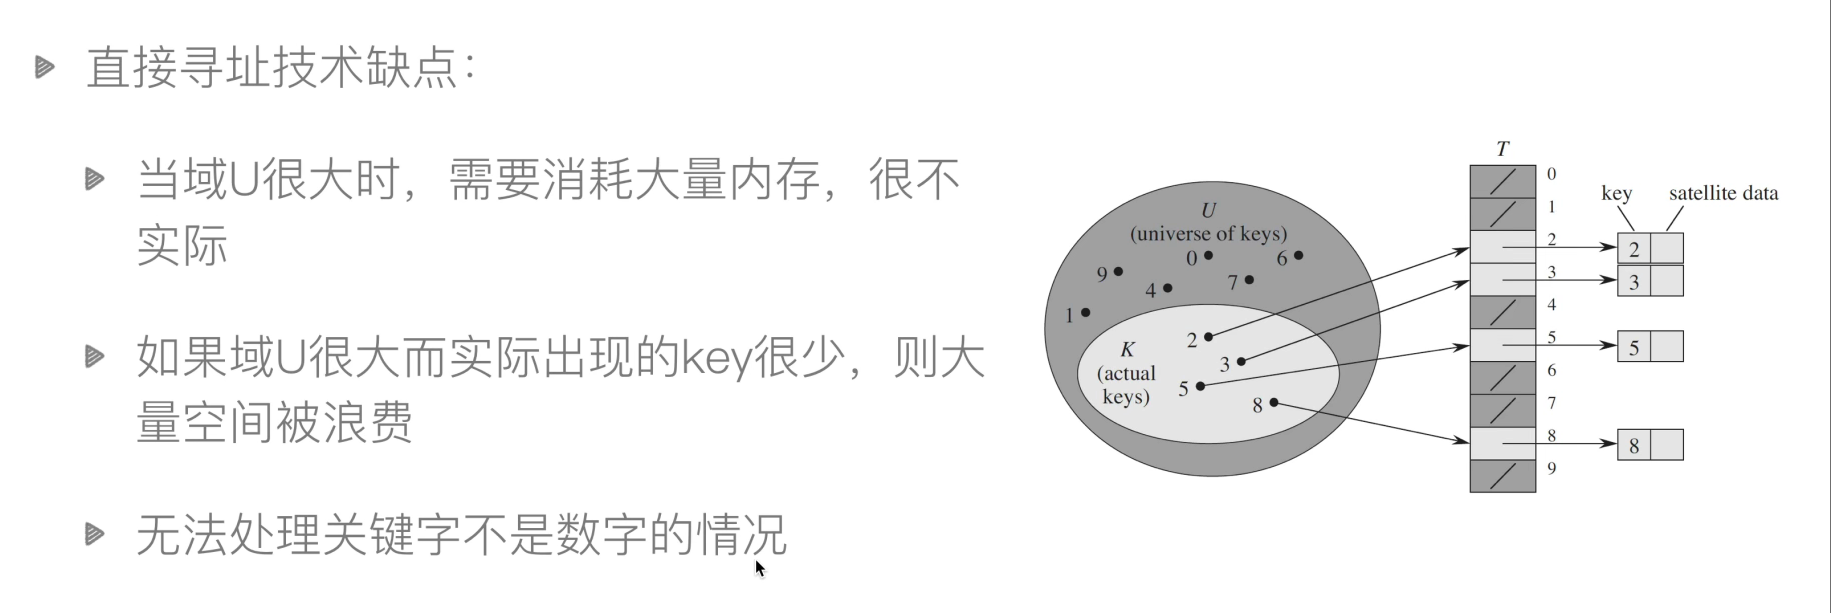 直接寻址技术缺点：
当域U很大时，需要消耗大量内存，很不
实际
如果域U很大而实际出现的key很少，则大
量空间被浪费
无法处理关键字不是数字的情况
T
U
(universe of keys)
0
6
9
4
7
1
K
(actual
keys)
2
3
5
8
0
1
2
3
4
5
6
7
8
9
key
satellite data
2
3
5
8